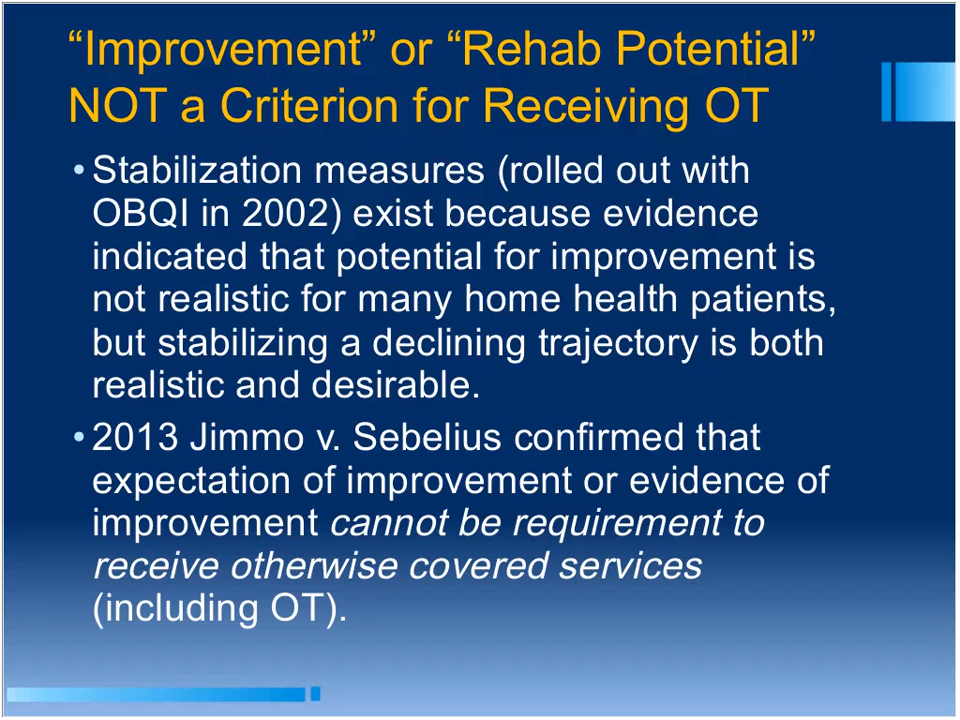 “Improvement” or “Rehab Potential”
NOT a Criterion for Receiving OT
• Stabilization measures (rolled out with
OBQI in 2002) exist because evidence
indicated that potential for improvement is
not realistic for many home health patients,
but stabilizing a declining trajectory is both
realistic and desirable.
• 2013 Jimmo v. Sebelius confirmed that
expectation of improvement or evidence of
improvement cannot be requirement to
receive otherwise covered services
(including OT).